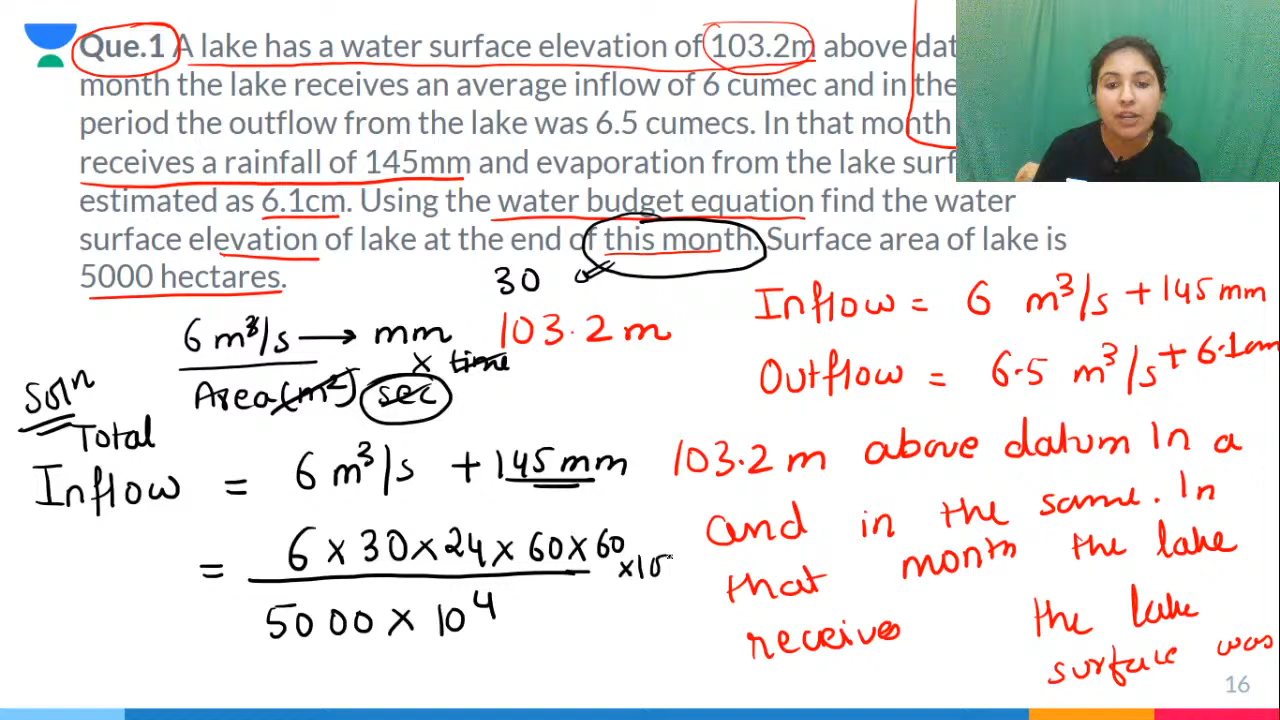 Que.1 A lake has a water surface elevation of 103.2m above dat
month the lake receives an average inflow of 6 cumec and in the
period the outflow from the lake was 6.5 cumecs. In that month
receives a rainfall of 145mm and evaporation from the lake surf
estimated as 6.1cm. Using the water budget equation find the water
surface elevation of lake at the end of this month. Surface area of lake is
5000 hectares.
30
6 m³/s → mm
103.2 m
Inflow = 6 m³/s + 145 mm
Area (m²) sec × time
Outflow = 6.5 m³/s + 6.1cm
Solⁿ
Total
Inflow = 6 m³/s + 145 mm
= 6 × 30 × 24 × 60 × 60 × 10
5000 × 10⁴
103.2 m above datum In a
and in the same. In
that month the lake
receives the lake
surface was
16